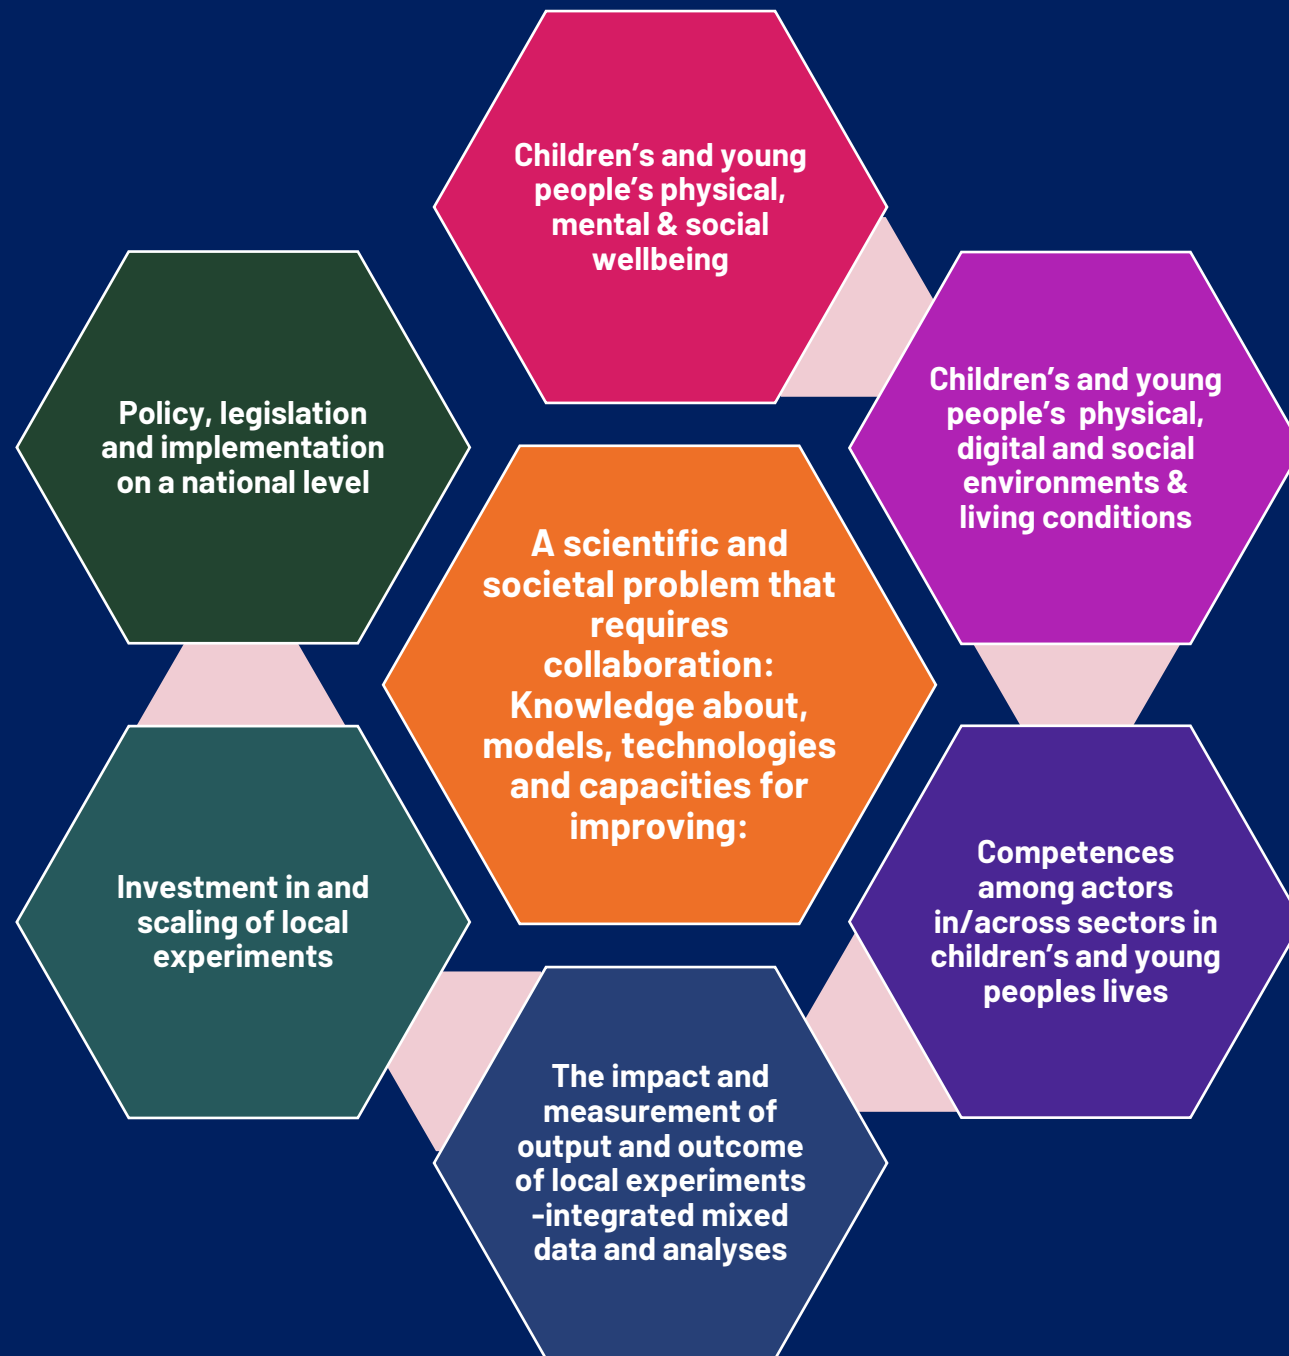 Children’s and young
people’s physical,
mental & social
wellbeing
Children’s and young
people’s  physical,
digital and social
environments &
living conditions
Policy, legislation
and implementation
on a national level
A scientific and
societal problem that
requires
collaboration:
Knowledge about,
models, technologies
and capacities for
improving:
Competences
among actors
in/across sectors in
children’s and young
peoples lives
Investment in and
scaling of local
experiments
The impact and
measurement of
output and outcome
of local experiments
-integrated mixed
data and analyses